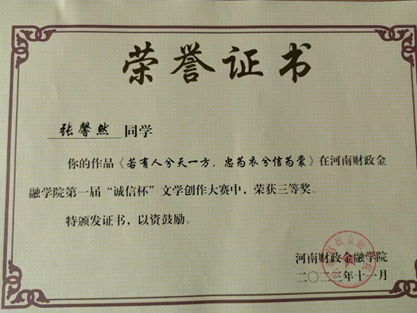 荣誉证书
张馨然 同学
你的作品《若有人兮天一方，忠为衣兮信为裳》在河南财政金
融学院第一届“诚信杯”文学创作大赛中，荣获三等奖。
特颁发证书，以资鼓励。
河南财政金融学院
二〇二三年十一月